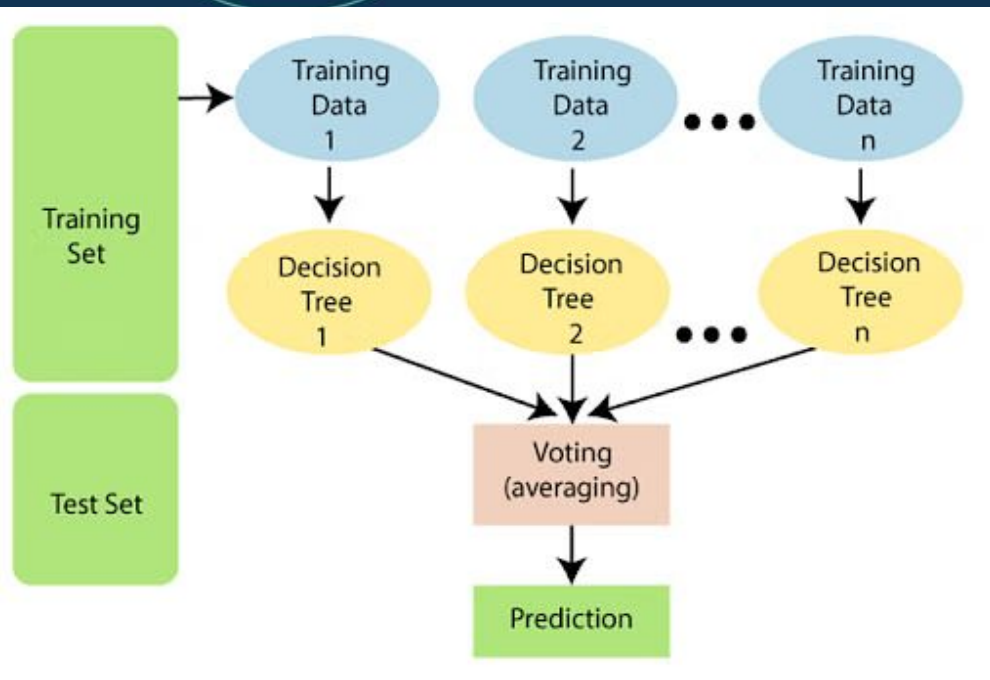 Training
Set
Test Set
Training
Data
1
Training
Data
2
Training
Data
n
Decision
Tree
1
Decision
Tree
2
Decision
Tree
n
Voting
(averaging)
Prediction